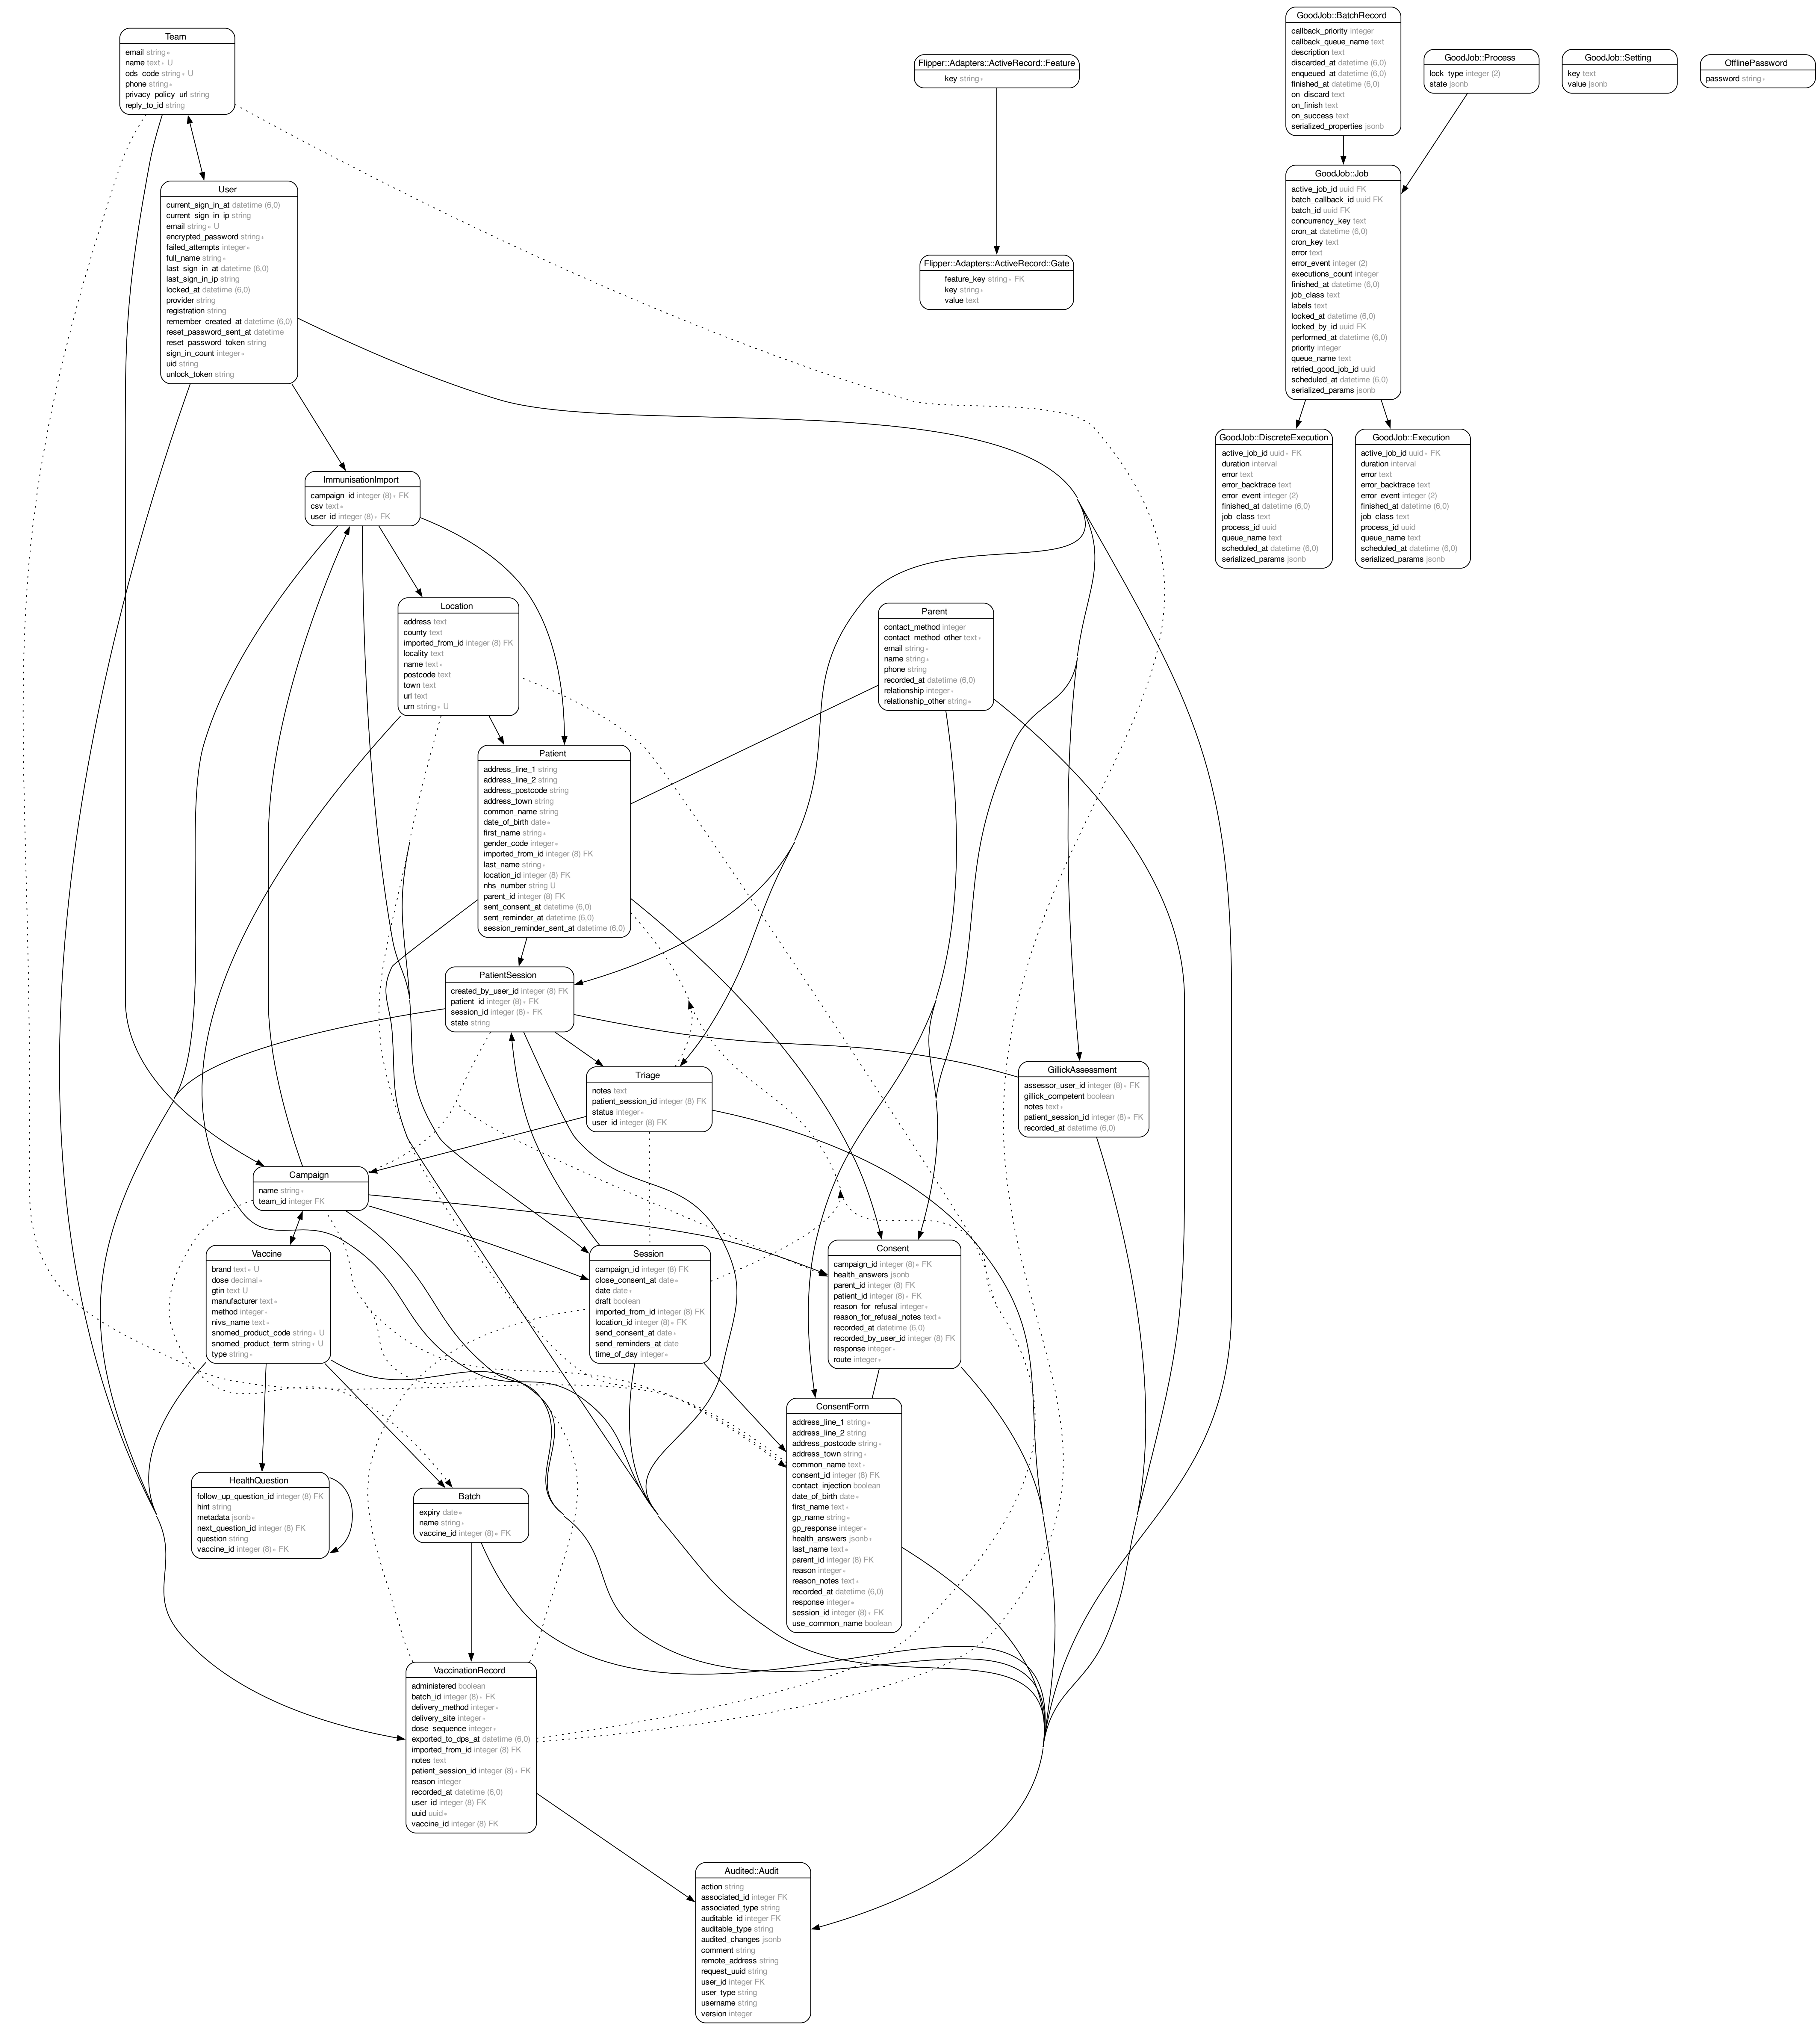 Team
email string ∗
name text ∗ U
ods_code string ∗ U
phone string ∗
privacy_policy_url string
reply_to_id string
User
current_sign_in_at datetime (6,0)
current_sign_in_ip string
email string ∗ U
encrypted_password string ∗
failed_attempts integer ∗
full_name string ∗
last_sign_in_at datetime (6,0)
last_sign_in_ip string
locked_at datetime (6,0)
provider string
registration string
remember_created_at datetime (6,0)
reset_password_sent_at datetime
reset_password_token string
sign_in_count integer ∗
uid string
unlock_token string
Flipper::Adapters::ActiveRecord::Feature
key string ∗
Flipper::Adapters::ActiveRecord::Gate
feature_key string ∗ FK
key string ∗
value text
GoodJob::BatchRecord
callback_priority integer
callback_queue_name text
description text
discarded_at datetime (6,0)
enqueued_at datetime (6,0)
finished_at datetime (6,0)
on_discard text
on_finish text
on_success text
serialized_properties jsonb
GoodJob::Process
lock_type integer (2)
state jsonb
GoodJob::Setting
key text
value jsonb
OfflinePassword
password string ∗
GoodJob::Job
active_job_id uuid FK
batch_callback_id uuid FK
batch_id uuid FK
concurrency_key text
cron_at datetime (6,0)
cron_key text
error text
error_event integer (2)
executions_count integer
finished_at datetime (6,0)
job_class text
labels text
locked_at datetime (6,0)
locked_by_id uuid FK
performed_at datetime (6,0)
priority integer
queue_name text
retried_good_job_id uuid
scheduled_at datetime (6,0)
serialized_params jsonb
GoodJob::DiscreteExecution
active_job_id uuid ∗ FK
duration interval
error text
error_backtrace text
error_event integer (2)
finished_at datetime (6,0)
job_class text
process_id uuid
queue_name text
scheduled_at datetime (6,0)
serialized_params jsonb
GoodJob::Execution
active_job_id uuid ∗ FK
duration interval
error text
error_backtrace text
error_event integer (2)
finished_at datetime (6,0)
job_class text
process_id uuid
queue_name text
scheduled_at datetime (6,0)
serialized_params jsonb
ImmunisationImport
campaign_id integer (8) ∗ FK
csv text ∗
user_id integer (8) ∗ FK
Location
address text
county text
imported_from_id integer (8) FK
locality text
name text ∗
postcode text
town text
url text
urn string ∗ U
Parent
contact_method integer
contact_method_other text ∗
email string ∗
name string ∗
phone string
recorded_at datetime (6,0)
relationship integer ∗
relationship_other string ∗
Patient
address_line_1 string
address_line_2 string
address_postcode string
address_town string
common_name string
date_of_birth date ∗
first_name string ∗
gender_code integer ∗
imported_from_id integer (8) FK
last_name string ∗
location_id integer (8) FK
nhs_number string U
parent_id integer (8) FK
sent_consent_at datetime (6,0)
sent_reminder_at datetime (6,0)
session_reminder_sent_at datetime (6,0)
PatientSession
created_by_user_id integer (8) FK
patient_id integer (8) ∗ FK
session_id integer (8) ∗ FK
state string
Triage
notes text
patient_session_id integer (8) FK
status integer ∗
user_id integer (8) FK
GillickAssessment
assessor_user_id integer (8) ∗ FK
gillick_competent boolean
notes text ∗
patient_session_id integer (8) ∗ FK
recorded_at datetime (6,0)
Campaign
name string ∗
team_id integer FK
Vaccine
brand text ∗ U
dose decimal ∗
gtin text U
manufacturer text ∗
method integer ∗
nivs_name text ∗
snomed_product_code string ∗ U
snomed_product_term string ∗ U
type string ∗
Session
campaign_id integer (8) FK
close_consent_at date ∗
date date ∗
draft boolean
imported_from_id integer (8) FK
location_id integer (8) ∗ FK
send_consent_at date ∗
send_reminders_at date
time_of_day integer ∗
Consent
campaign_id integer (8) ∗ FK
health_answers jsonb
parent_id integer (8) FK
patient_id integer (8) ∗ FK
reason_for_refusal integer ∗
reason_for_refusal_notes text ∗
recorded_at datetime (6,0)
recorded_by_user_id integer (8) FK
response integer ∗
route integer ∗
ConsentForm
address_line_1 string ∗
address_line_2 string
address_postcode string ∗
address_town string ∗
common_name text ∗
consent_id integer (8) FK
contact_injection boolean
date_of_birth date ∗
first_name text ∗
gp_name string ∗
gp_response integer ∗
health_answers jsonb ∗
last_name text ∗
parent_id integer (8) FK
reason integer ∗
reason_notes text ∗
recorded_at datetime (6,0)
response integer ∗
session_id integer (8) ∗ FK
use_common_name boolean
HealthQuestion
follow_up_question_id integer (8) FK
hint string
metadata jsonb ∗
next_question_id integer (8) FK
question string
vaccine_id integer (8) ∗ FK
Batch
expiry date ∗
name string ∗
vaccine_id integer (8) ∗ FK
VaccinationRecord
administered boolean
batch_id integer (8) ∗ FK
delivery_method integer ∗
delivery_site integer ∗
dose_sequence integer ∗
exported_to_dps_at datetime (6,0)
imported_from_id integer (8) FK
notes text
patient_session_id integer (8) ∗ FK
reason integer
recorded_at datetime (6,0)
user_id integer (8) FK
uuid uuid ∗
vaccine_id integer (8) FK
Audited::Audit
action string
associated_id integer FK
associated_type string
auditable_id integer FK
auditable_type string
audited_changes jsonb
comment string
remote_address string
request_uuid string
user_id integer FK
user_type string
username string
version integer